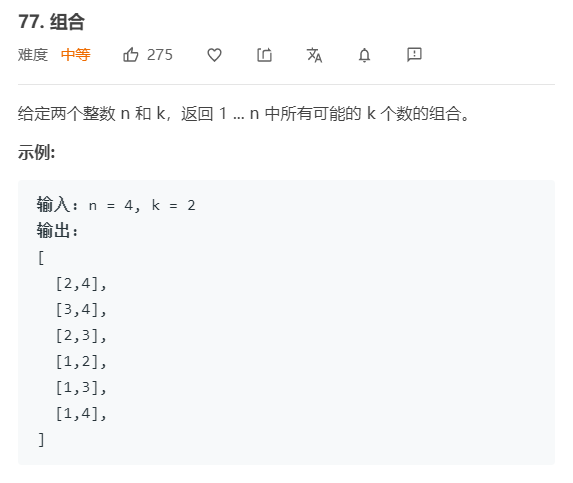 77. 组合
难度 中等 275
给定两个整数 n 和 k，返回 1 ... n 中所有可能的 k 个数的组合。
示例:
输入: n = 4, k = 2
输出:
[
  [2,4],
  [3,4],
  [2,3],
  [1,2],
  [1,3],
  [1,4],
]